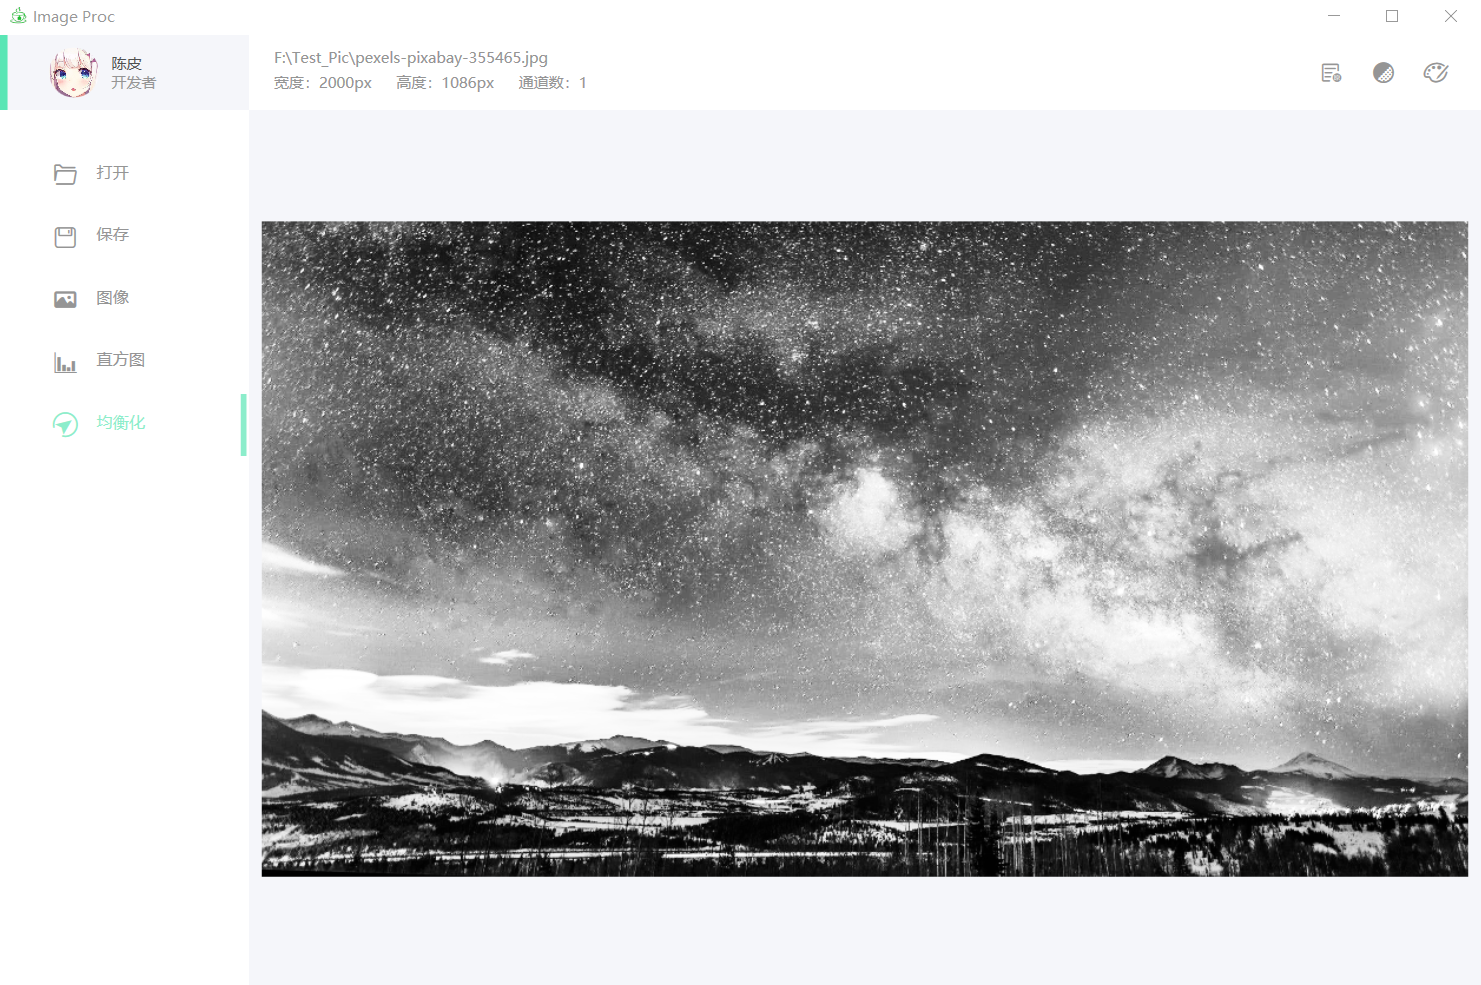 Image Proc
陈皮
开发者
F:\Test_Pic\pexels-pixabay-355465.jpg
宽度：2000px 高度：1086px 通道数：1
打开
保存
图像
直方图
均衡化